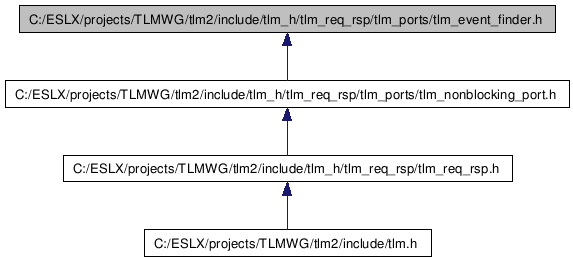 C:/ESLX/projects/TLMWG/tlm2/include/tlm_h/tlm_req_rsp/tlm_ports/tlm_event_finder.h
C:/ESLX/projects/TLMWG/tlm2/include/tlm_h/tlm_req_rsp/tlm_ports/tlm_nonblocking_port.h
C:/ESLX/projects/TLMWG/tlm2/include/tlm_h/tlm_req_rsp/tlm_req_rsp.h
C:/ESLX/projects/TLMWG/tlm2/include/tlm.h